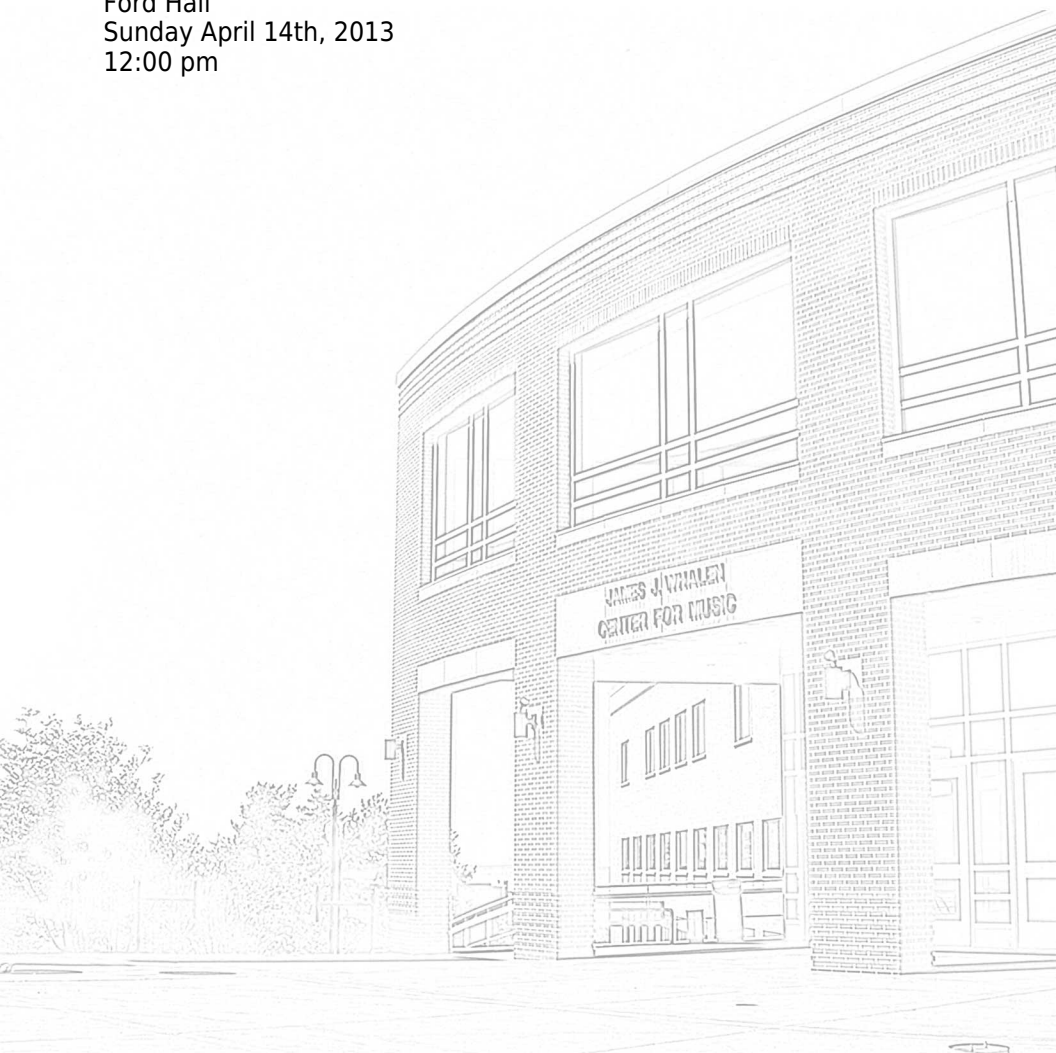 Ford Hall
Sunday April 14th, 2013
12:00 pm
JAMES J. WHALEN
CENTER FOR MUSIC